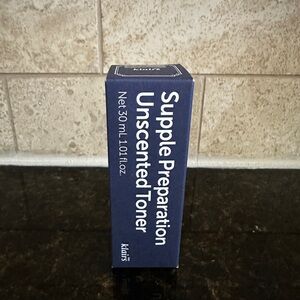 klairs
Supple Preparation
Unscented Toner
Net 30 mL 1.01 fl.oz.
klairs